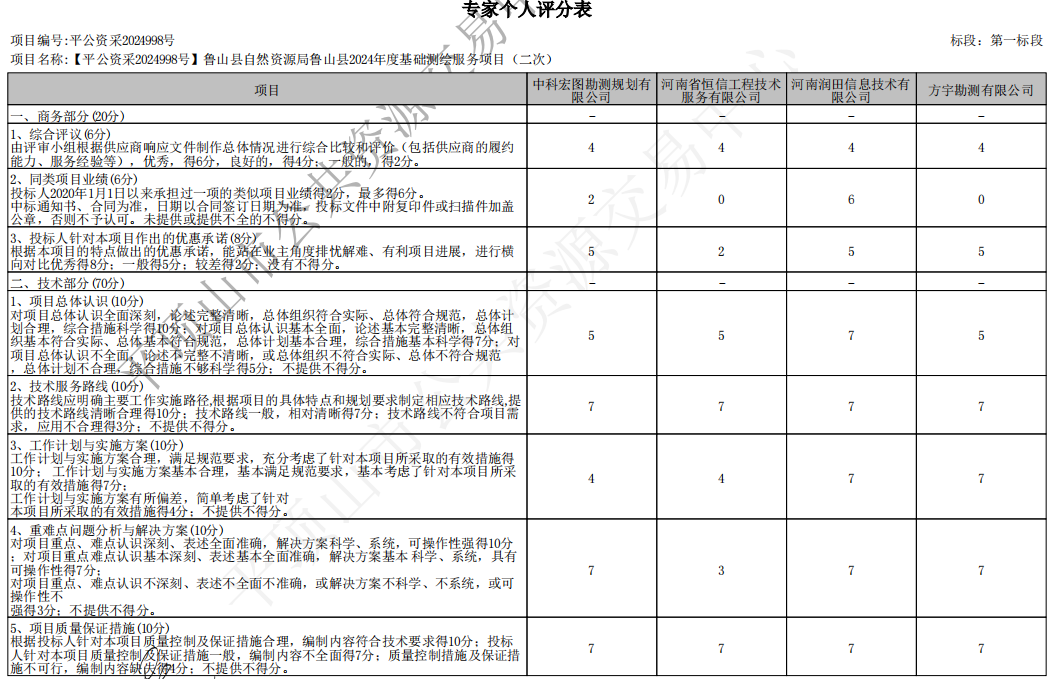 专家个人评分表
项目编号:平公资采2024998号
标段: 第一标段
项目名称:【平公资采2024998号】鲁山县自然资源局鲁山县2024年度基础测绘服务项目（二次）
项目
中科宏图勘测规划有
限公司
河南省恒信工程技术
服务有限公司
河南润田信息技术有
限公司
方宇勘测有限公司
一、商务部分(20分)
－ － － －
1、综合评议(6分)
由评审小组根据供应商响应文件制作总体情况进行综合比较和评价（包括供应商的履约
能力、服务经验等），优秀，得6分，良好的，得4分；一般的，得2分。
4 4 4 4
2、同类项目业绩(6分)
投标人2020年1月1日以来承担过一项的类似项目业绩得2分，最多得6分。
中标通知书、合同为准，日期以合同签订日期为准，投标文件中附复印件或扫描件加盖
公章，否则不予认可。未提供或提供不全的不得分。
2 0 6 0
3、投标人针对本项目作出的优惠承诺(8分)
根据本项目的特点做出的优惠承诺，能站在业主角度排忧解难、有利项目进展，进行横
向对比优秀得8分；一般得5分；较差得2分；没有不得分。
5 2 5 5
二、技术部分(70分)
－ － － －
1、项目总体认识(10分)
对项目总体认识全面深刻，论述完整清晰，总体组织符合实际、总体符合规范，总体计
划合理，综合措施科学得10分；对项目总体认识基本全面，论述基本完整清晰，总体组
织基本符合实际、总体基本符合规范，总体计划基本合理，综合措施基本科学得7分；对
项目总体认识不全面，论述不完整不清晰，或总体组织不符合实际、总体不符合规范
，总体计划不合理，综合措施不够科学得5分；不提供不得分。
5 5 7 5
2、技术服务路线(10分)
技术路线应明确主要工作实施路径,根据项目的具体特点和规划要求制定相应技术路线,提
供的技术路线清晰合理得10分；技术路线一般，相对清晰得7分；技术路线不符合项目需
求，应用不合理得3分；不提供不得分。
7 7 7 7
3、工作计划与实施方案(10分)
工作计划与实施方案合理，满足规范要求，充分考虑了针对本项目所采取的有效措施得
10分； 工作计划与实施方案基本合理，基本满足规范要求，基本考虑了针对本项目所采
取的有效措施得7分；
工作计划与实施方案有所偏差，简单考虑了针对
本项目所采取的有效措施得4分；不提供不得分。
4 4 7 7
4、重难点问题分析与解决方案(10分)
对项目重点、难点认识深刻、表述全面准确，解决方案科学、系统，可操作性强得10分
；对项目重点难点认识基本深刻、表述基本全面准确，解决方案基本 科学、系统，具有
可操作性得7分；
对项目重点、难点认识不深刻、表述不全面不准确，或解决方案不科学、不系统，或可
操作性不
强得3分；不提供不得分。
7 3 7 7
5、项目质量保证措施(10分)
根据投标人针对本项目质量控制及保证措施合理，编制内容符合技术要求得10分；投标
人针对本项目质量控制及保证措施一般，编制内容不全面得7分；质量控制措施及保证措
施不可行，编制内容缺失得4分；不提供不得分。
7 7 7 7
平顶山市公共资源交易中心
平顶山市公共资源交易中心